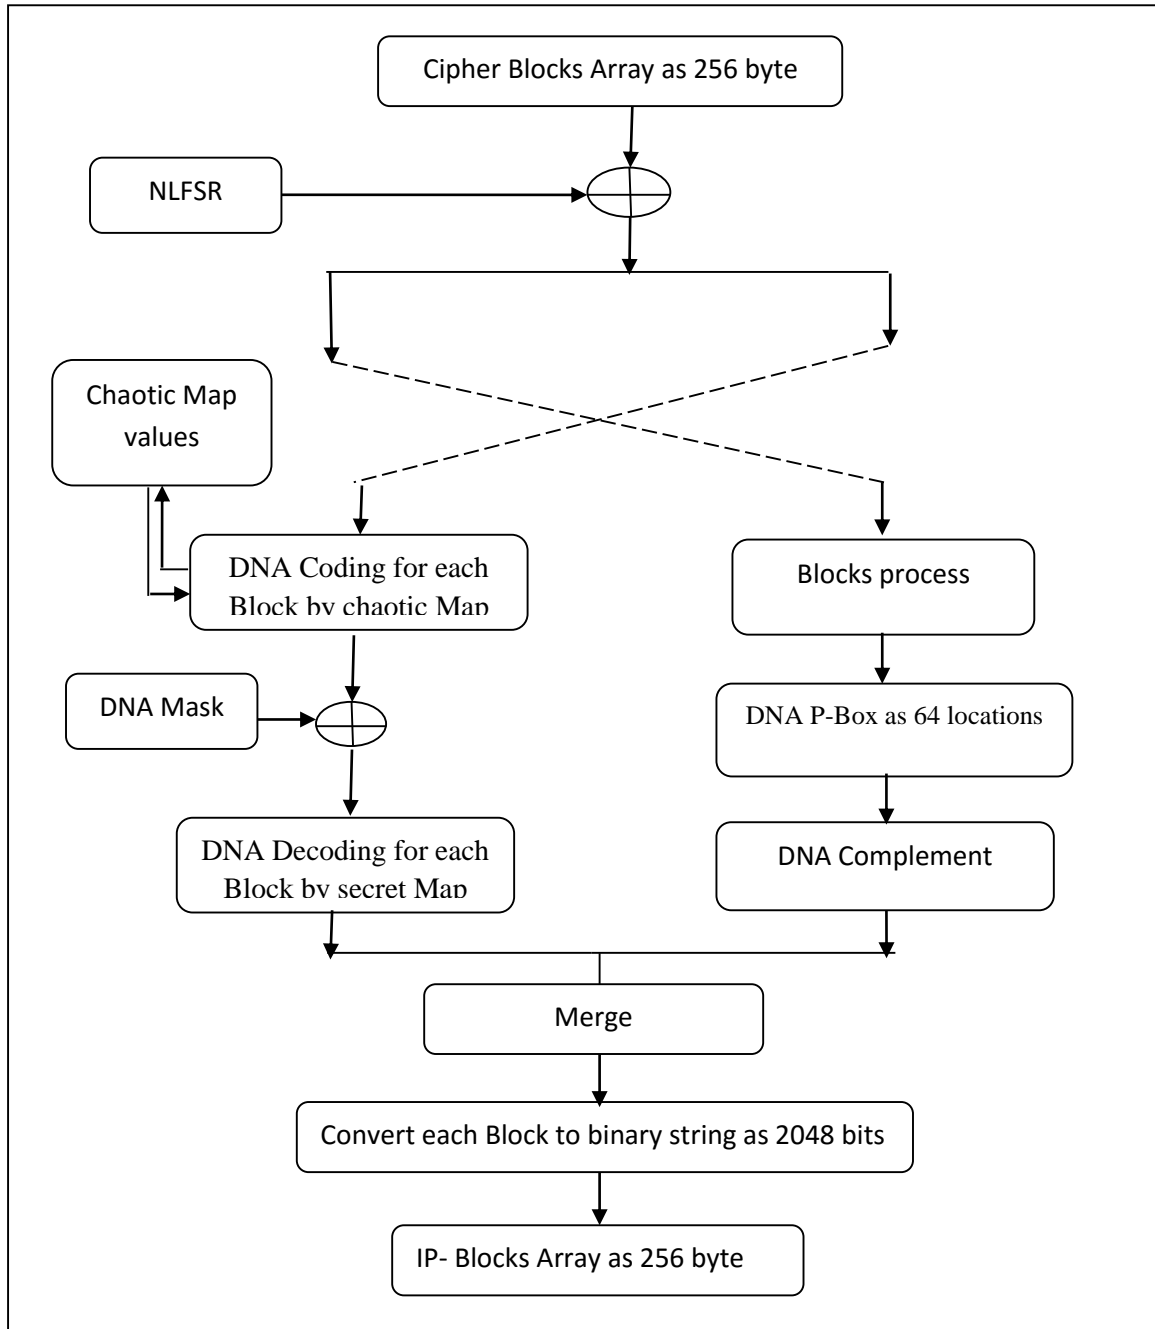 Cipher Blocks Array as 256 byte
NLFSR
Chaotic Map
values
DNA Coding for each
Block by chaotic Map
Blocks process
DNA Mask
DNA P-Box as 64 locations
DNA Decoding for each
Block by secret Map
DNA Complement
Merge
Convert each Block to binary string as 2048 bits
IP- Blocks Array as 256 byte